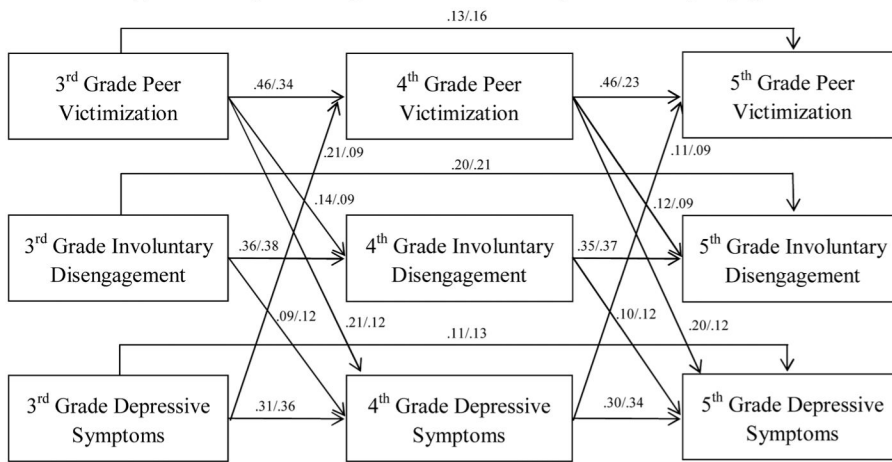 .13/.16
3rd Grade Peer
Victimization
.46/.34
4th Grade Peer
Victimization
.46/.23
5th Grade Peer
Victimization
.21/.09
.11/.09
.20/.21
.14/.09
.12/.09
3rd Grade Involuntary
Disengagement
.36/.38
4th Grade Involuntary
Disengagement
.35/.37
5th Grade Involuntary
Disengagement
.09/.12
.21/.12
.10/.12
.20/.12
.11/.13
3rd Grade Depressive
Symptoms
.31/.36
4th Grade Depressive
Symptoms
.30/.34
5th Grade Depressive
Symptoms